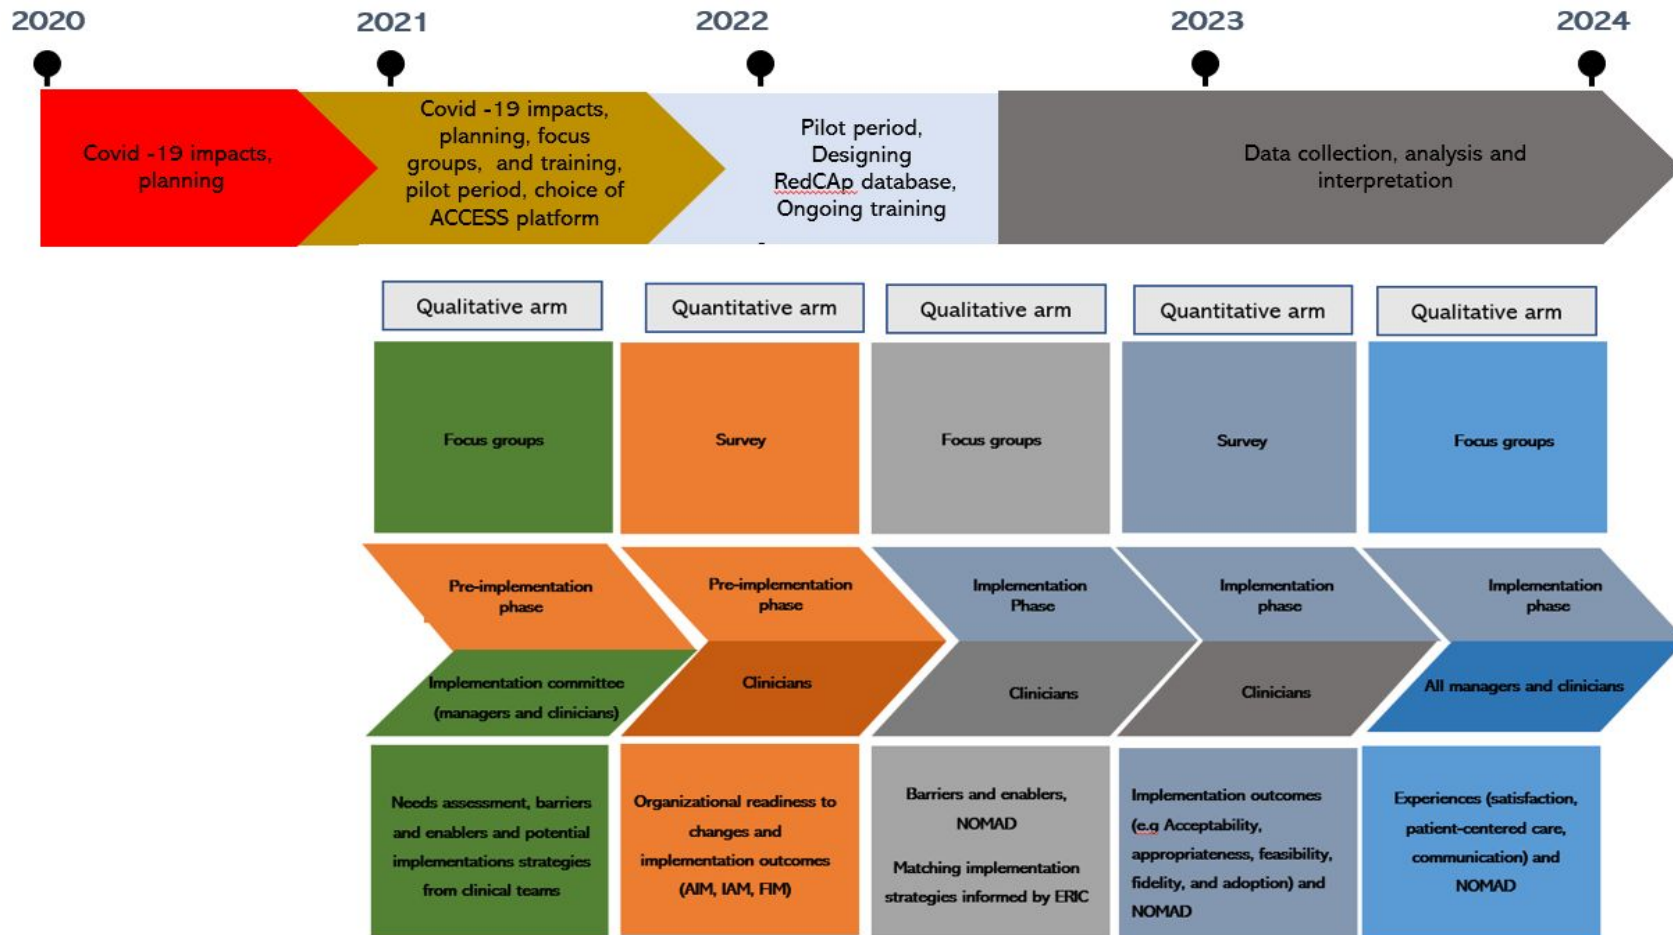 2020
2021
2022
2023
2024
Covid -19 impacts,
planning
Covid -19 impacts,
planning, focus
groups, and training,
pilot period, choice of
ACCESS platform
Pilot period,
Designing
RedCAp database,
Ongoing training
Data collection, analysis and
interpretation
Qualitative arm
Quantitative arm
Qualitative arm
Quantitative arm
Qualitative arm
Focus groups
Survey
Focus groups
Survey
Focus groups
Pre-implementation
phase
Pre-implementation
phase
Implementation
Phase
Implementation
phase
Implementation
phase
Implementation committee
(managers and clinicians)
Clinicians
Clinicians
Clinicians
All managers and clinicians
Needs assessment, barriers
and enablers and potential
implementations strategies
from clinical teams
Organizational readiness to
changes and
implementation outcomes
(AIM, IAM, FIM)
Barriers and enablers,
NOMAD
Matching implementation
strategies informed by ERIC
Implementation outcomes
(e.g Acceptability,
appropriateness, feasibility,
fidelity, and adoption) and
NOMAD
Experiences (satisfaction,
patient-centered care,
communication) and
NOMAD